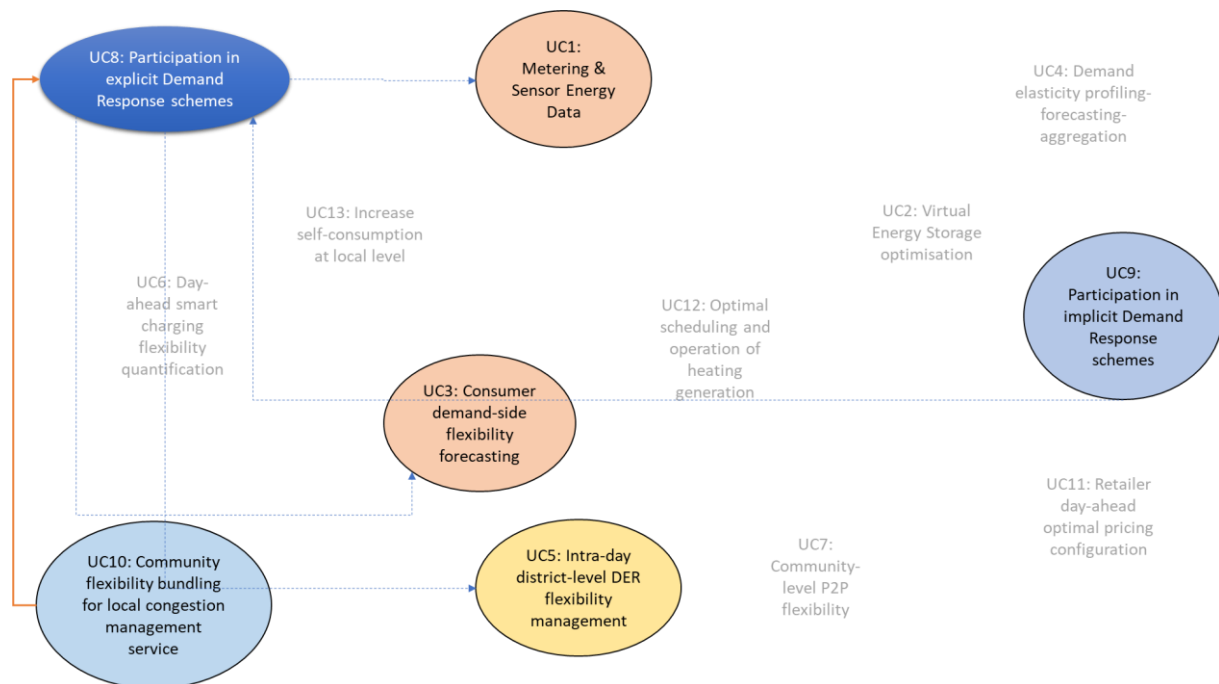 UC8: Participation in
explicit Demand
Response schemes
UC1:
Metering &
Sensor Energy
Data
UC4: Demand
elasticity profiling-
forecasting-
aggregation
UC13: Increase
self-consumption
at local level
UC2: Virtual
Energy Storage
optimisation
UC6: Day-
ahead smart
charging
flexibility
quantification
UC9:
Participation in
implicit Demand
Response
schemes
UC12: Optimal
scheduling and
operation of
heating
generation
UC3: Consumer
demand-side
flexibility
forecasting
UC11: Retailer
day-ahead
optimal pricing
configuration
UC10: Community
flexibility bundling
for local congestion
management
service
UC5: Intra-day
district-level DER
flexibility
management
UC7:
Community-
level P2P
flexibility